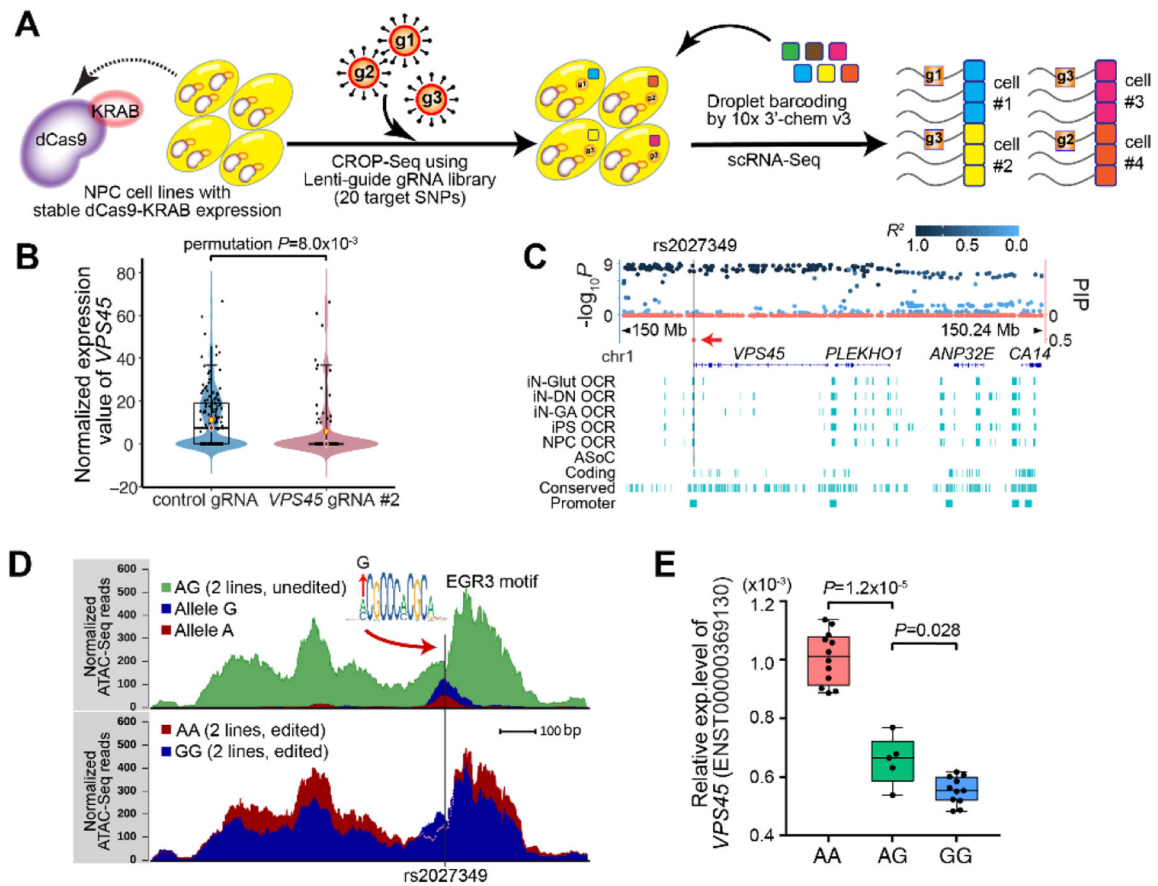 A
KRAB
dCas9
NPC cell lines with
stable dCas9-KRAB expression
g1
g2
g3
CROP-Seq using
Lenti-guide gRNA library
(20 target SNPs)
g1
g2
g3
g3
Droplet barcoding
by 10x 3'-chem v3
scRNA-Seq
g1
cell
#1
g3
cell
#2
g3
cell
#3
g2
cell
#4
B
permutation P=8.0x10-3
Normalized expression
value of VPS45
80
60
40
20
0
−20
control gRNA
VPS45 gRNA #2
C
R2
1.0 0.5 0.0
rs2027349
-log10P
9
0
PIP
0
0.5
150 Mb
150.24 Mb
chr1
VPS45 PLEKHO1 ANP32E CA14
iN-Glut OCR
iN-DN OCR
iN-GA OCR
iPS OCR
NPC OCR
ASoC
Coding
Conserved
Promoter
D
Normalized
ATAC-Seq reads
600
500
400
300
200
100
0
AG (2 lines, unedited)
Allele G
Allele A
G
EGR3 motif
Normalized
ATAC-Seq reads
600
500
400
300
200
100
0
AA (2 lines, edited)
GG (2 lines, edited)
100 bp
rs2027349
E
(x10-3)
Relative exp.level of
VPS45 (ENST00000369130)
1.2
1.0
0.8
0.6
0.4
P=1.2x10-5
P=0.028
AA AG GG